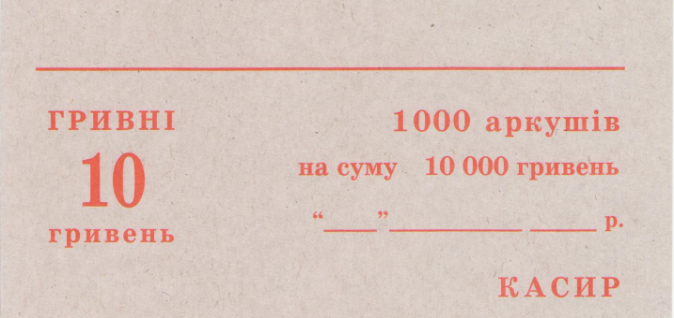 ГРИВНІ
10
гривень
1000 аркушів
на суму 10 000 гривень
“____”__________ _____ р.
КАСИР